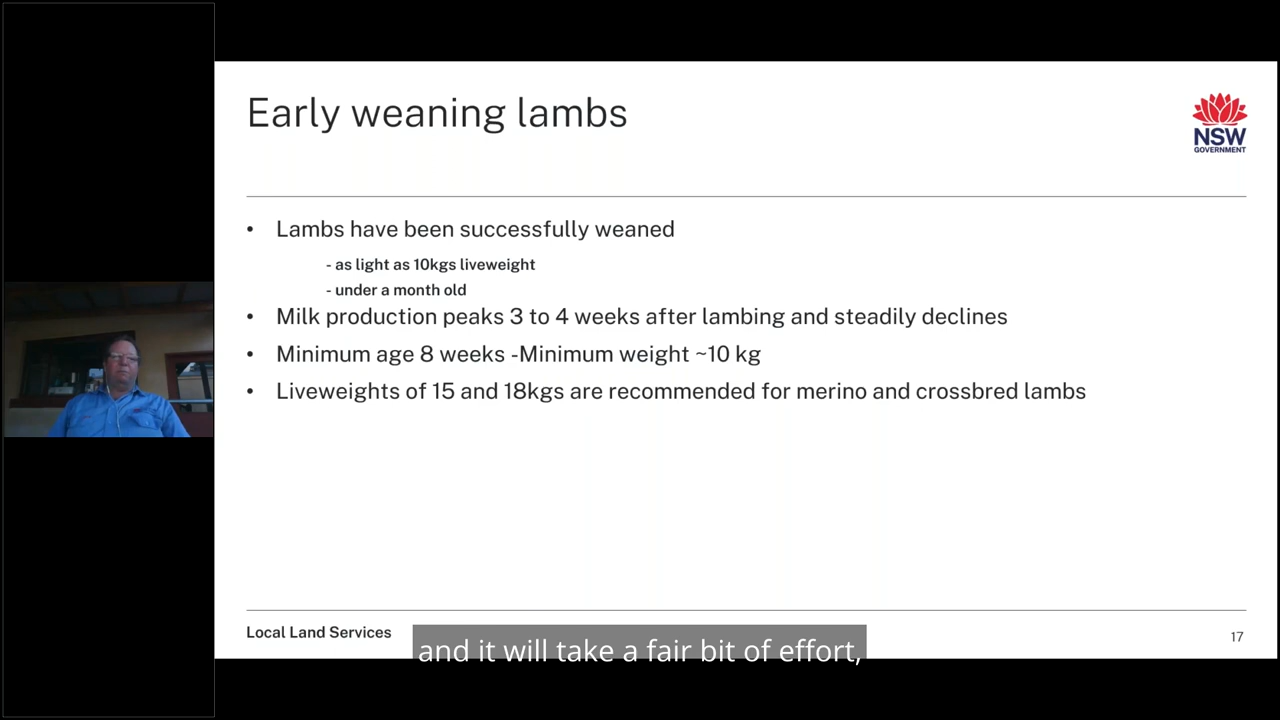 Early weaning lambs
NSW
GOVERNMENT
• Lambs have been successfully weaned
- as light as 10kgs liveweight
- under a month old
• Milk production peaks 3 to 4 weeks after lambing and steadily declines
• Minimum age 8 weeks -Minimum weight ~10 kg
• Liveweights of 15 and 18kgs are recommended for merino and crossbred lambs
Local Land Services
17
and it will take a fair bit of effort,